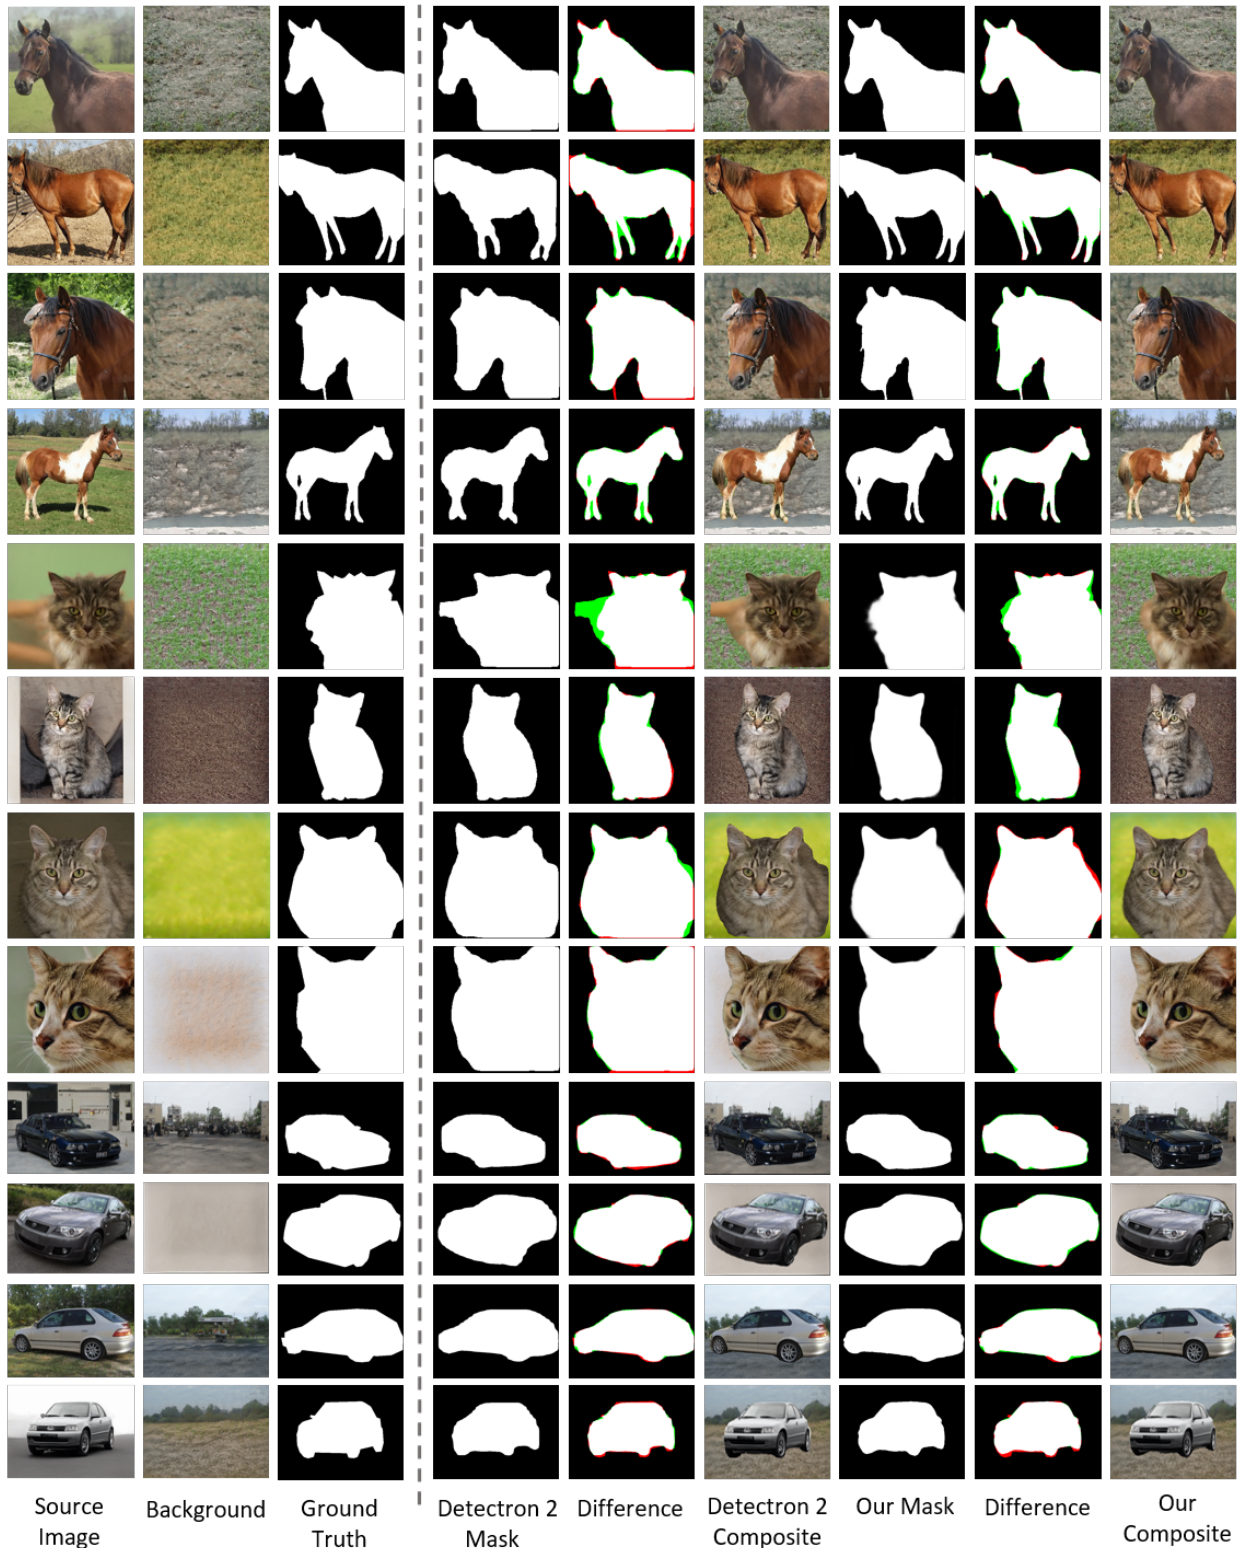 Source
Image
Background
Ground
Truth
Detectron 2
Mask
Difference
Detectron 2
Composite
Our Mask
Difference
Our
Composite